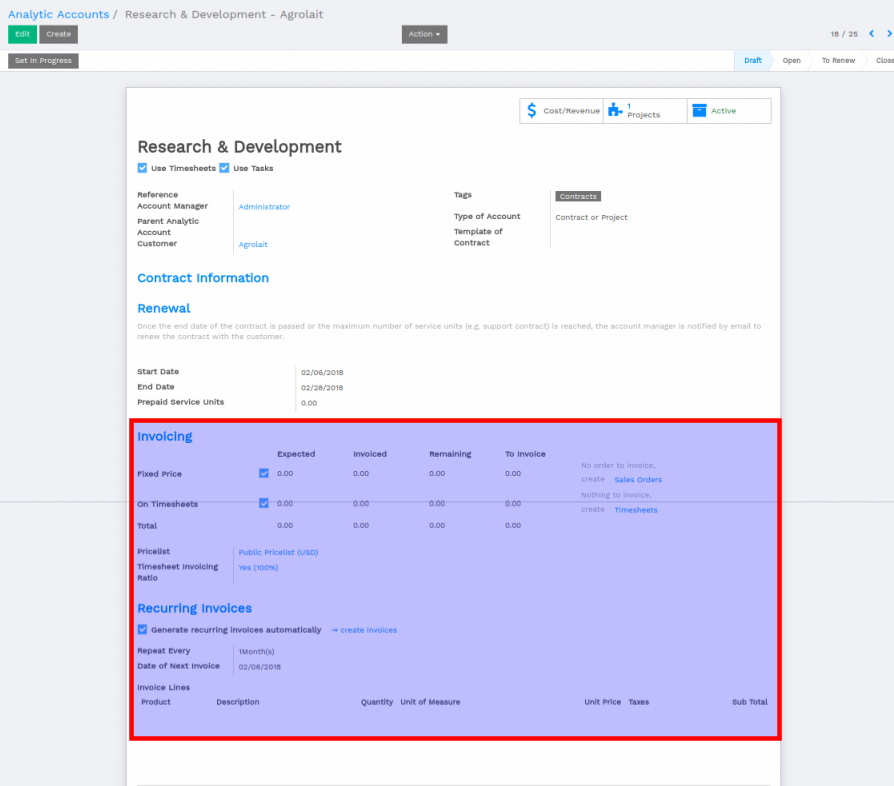 Analytic Accounts / Research & Development - Agrolait
Edit Create Action 18 / 25
Set In Progress Draft Open To Renew Close
$ Cost/Revenue 1 Projects Active
Research & Development
Use Timesheets Use Tasks
Reference Tags Contracts
Account Manager Administrator
Type of Account Contract or Project
Parent Analytic Account
Template of Contract
Customer Agrolait
Contract Information
Renewal
Once the end date of the contract is passed or the maximum number of service units (e.g. support contract) is reached, the account manager is notified by email to
renew the contract with the customer.
Start Date 02/06/2018
End Date 02/28/2018
Prepaid Service Units 0.00
Invoicing
Expected Invoiced Remaining To Invoice
Fixed Price 0.00 0.00 0.00 0.00 No order to invoice, create Sales Orders
On Timesheets 0.00 0.00 0.00 0.00 Nothing to invoice, create Timesheets
Total 0.00 0.00 0.00 0.00
Pricelist Public Pricelist (USD)
Timesheet Invoicing Ratio Yes (100%)
Recurring Invoices
Generate recurring invoices automatically → create invoices
Repeat Every 1Month(s)
Date of Next Invoice 02/06/2018
Invoice Lines
Product Description Quantity Unit of Measure Unit Price Taxes Sub Total